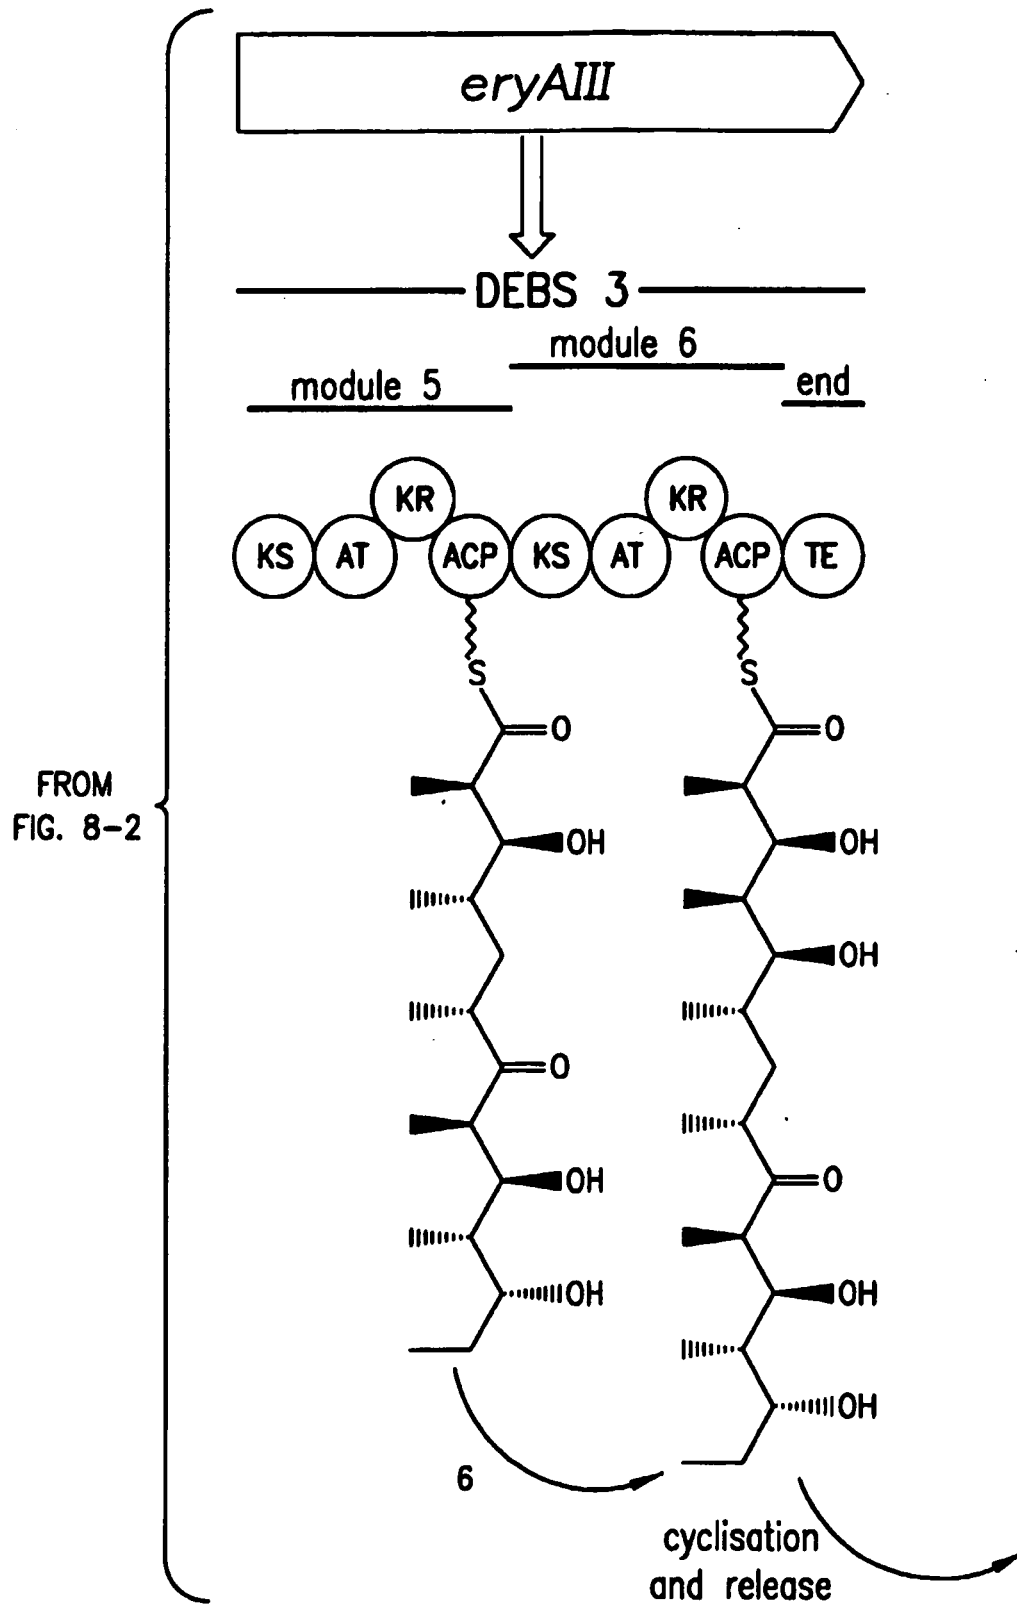 eryAIII
DEBS 3
module 6
module 5
end
KR
KR
KS
AT
ACP
KS
AT
ACP
TE
S
S
O
O
FROM
FIG. 8-2
OH
OH
OH
O
O
OH
OH
OH
OH
6
cyclisation
and release